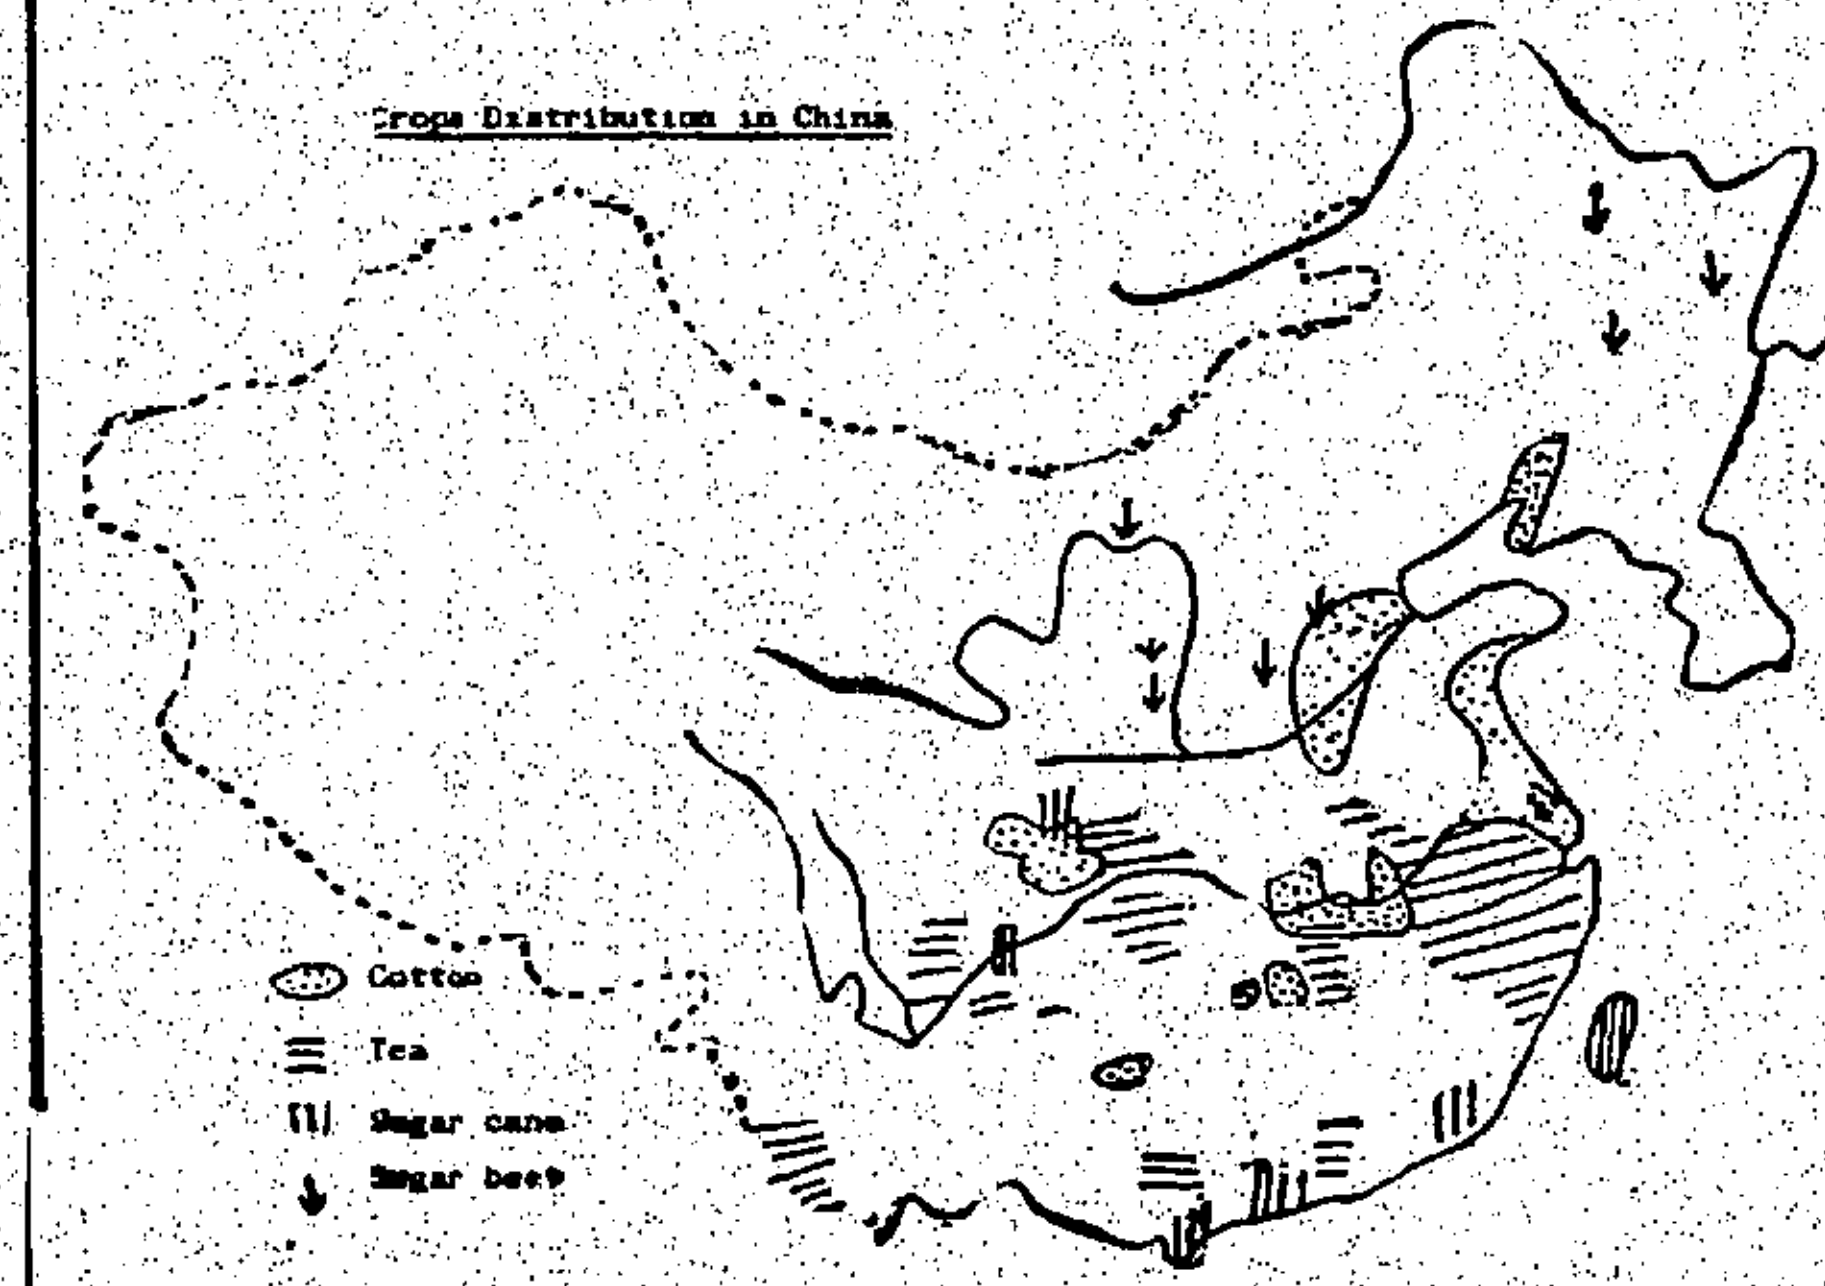 Crops Distribution in China
Cotton
Tea
Sugar cane
Sugar beet